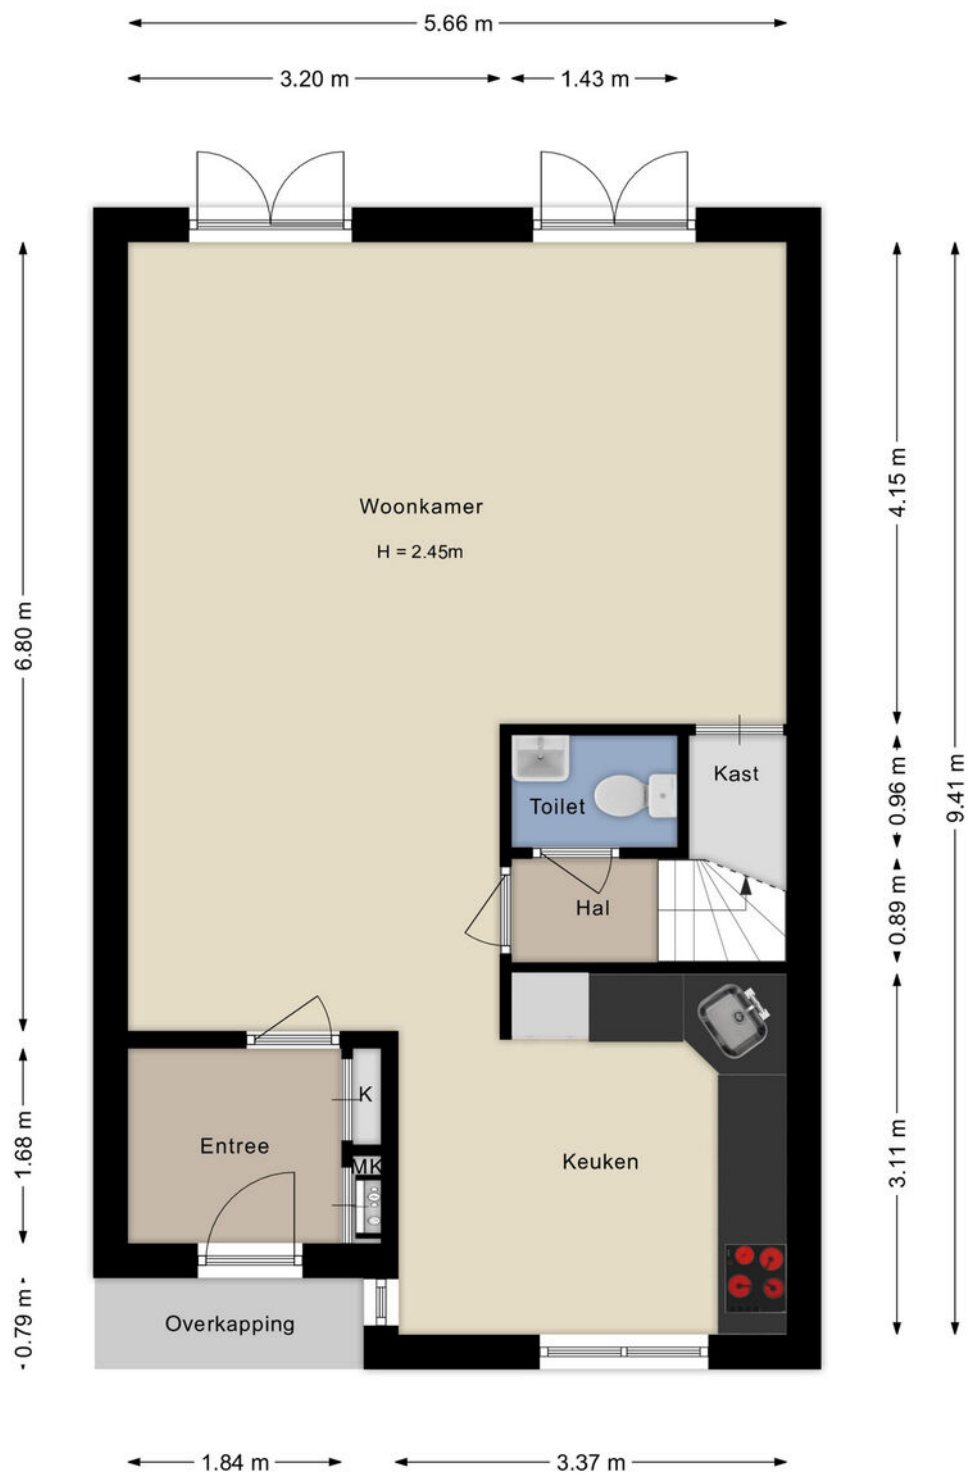 5.66 m
3.20 m
1.43 m
Woonkamer
H = 2.45m
4.15 m
6.80 m
9.41 m
Kast
0.96 m
Toilet
0.89 m
Hal
K
Entree
1.68 m
MK
Keuken
3.11 m
Overkapping
0.79 m
1.84 m
3.37 m